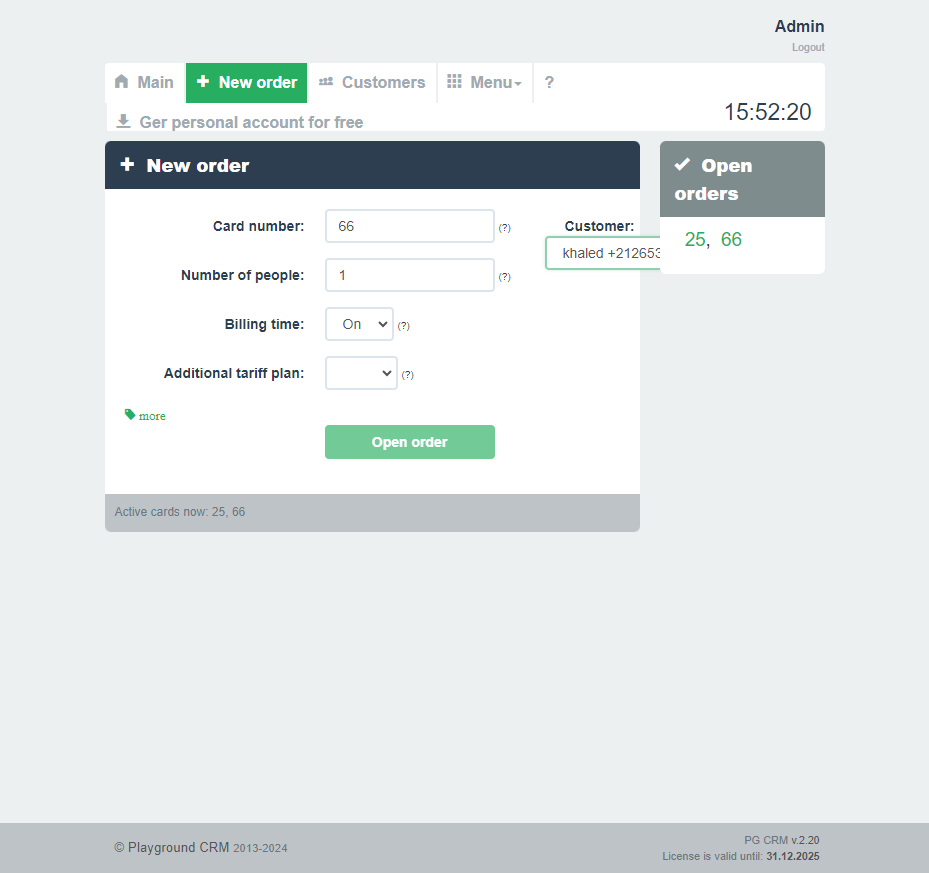 Admin
Logout
Main
New order
Customers
Menu
?
Ger personal account for free
15:52:20
New order
Open
orders
Card number:
66
(?)
Customer:
khaled +212653
25, 66
Number of people:
1
(?)
Billing time:
On
(?)
Additional tariff plan:
(?)
more
Open order
Active cards now: 25, 66
© Playground CRM 2013-2024
PG CRM v.2.20
License is valid until: 31.12.2025